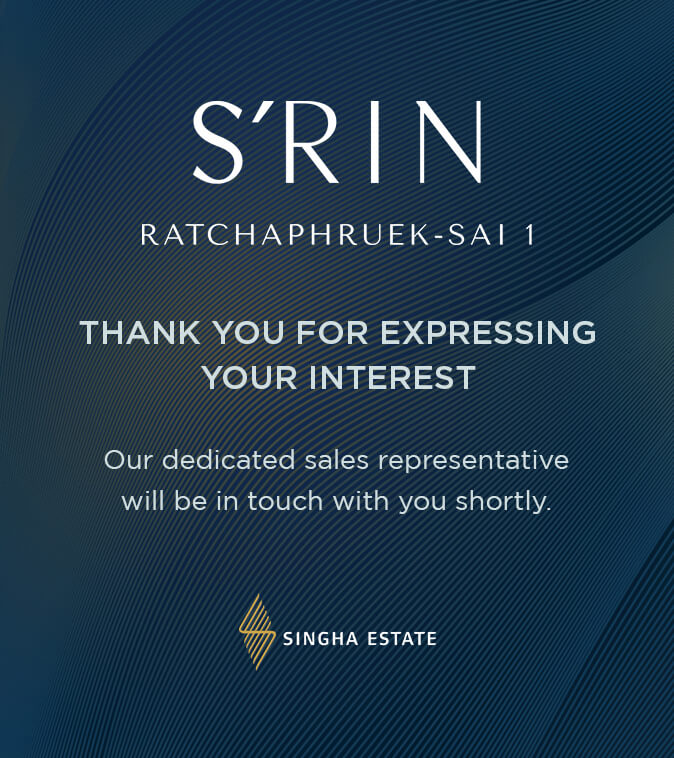 S'RIN
RATCHAPHRUEK-SAI 1
THANK YOU FOR EXPRESSING
YOUR INTEREST
Our dedicated sales representative
will be in touch with you shortly.
SINGHA ESTATE